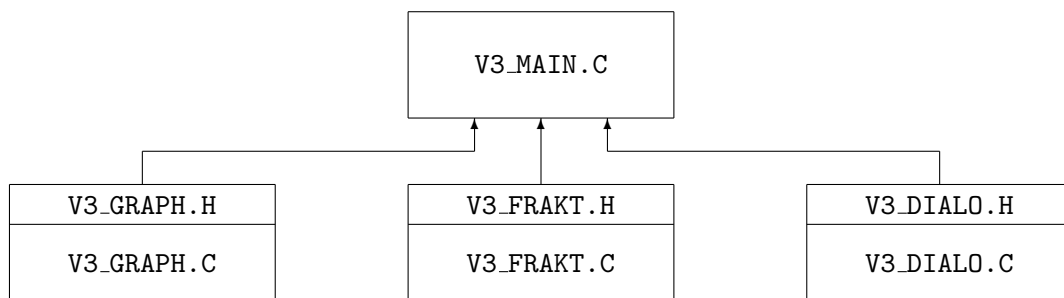 V3_MAIN.C
V3_GRAPH.H
V3_FRAKT.H
V3_DIALO.H
V3_GRAPH.C
V3_FRAKT.C
V3_DIALO.C